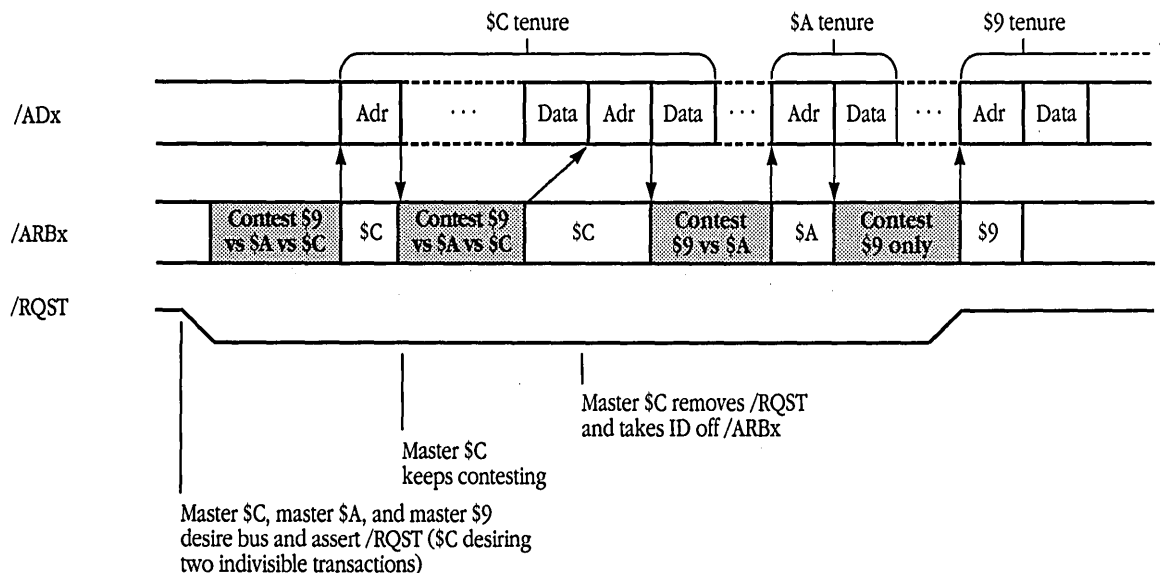 $C tenure $A tenure $9 tenure
/ADx Adr ··· Data Adr Data ··· Adr Data ··· Adr Data
/ARBx Contest $9 vs $A vs $C $C Contest $9 vs $A vs $C $C Contest $9 vs $A $A Contest $9 only $9
/RQST
Master $C removes /RQST
and takes ID off /ARBx
Master $C
keeps contesting
Master $C, master $A, and master $9
desire bus and assert /RQST ($C desiring
two indivisible transactions)